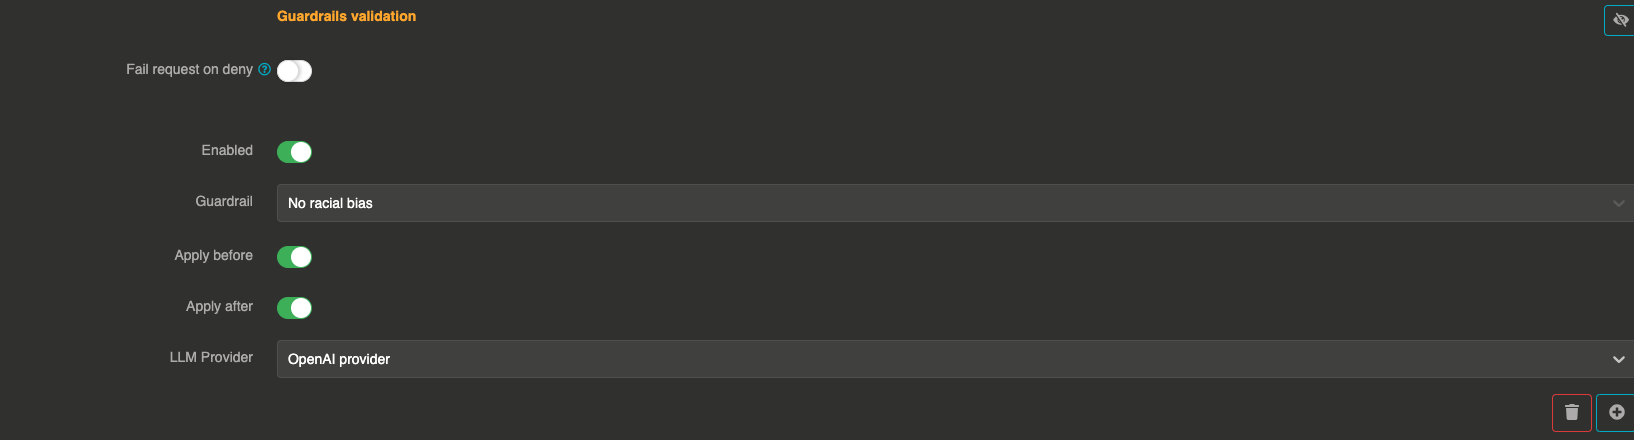 Guardrails validation
Fail request on deny
Enabled
Guardrail
No racial bias
Apply before
Apply after
LLM Provider
OpenAI provider